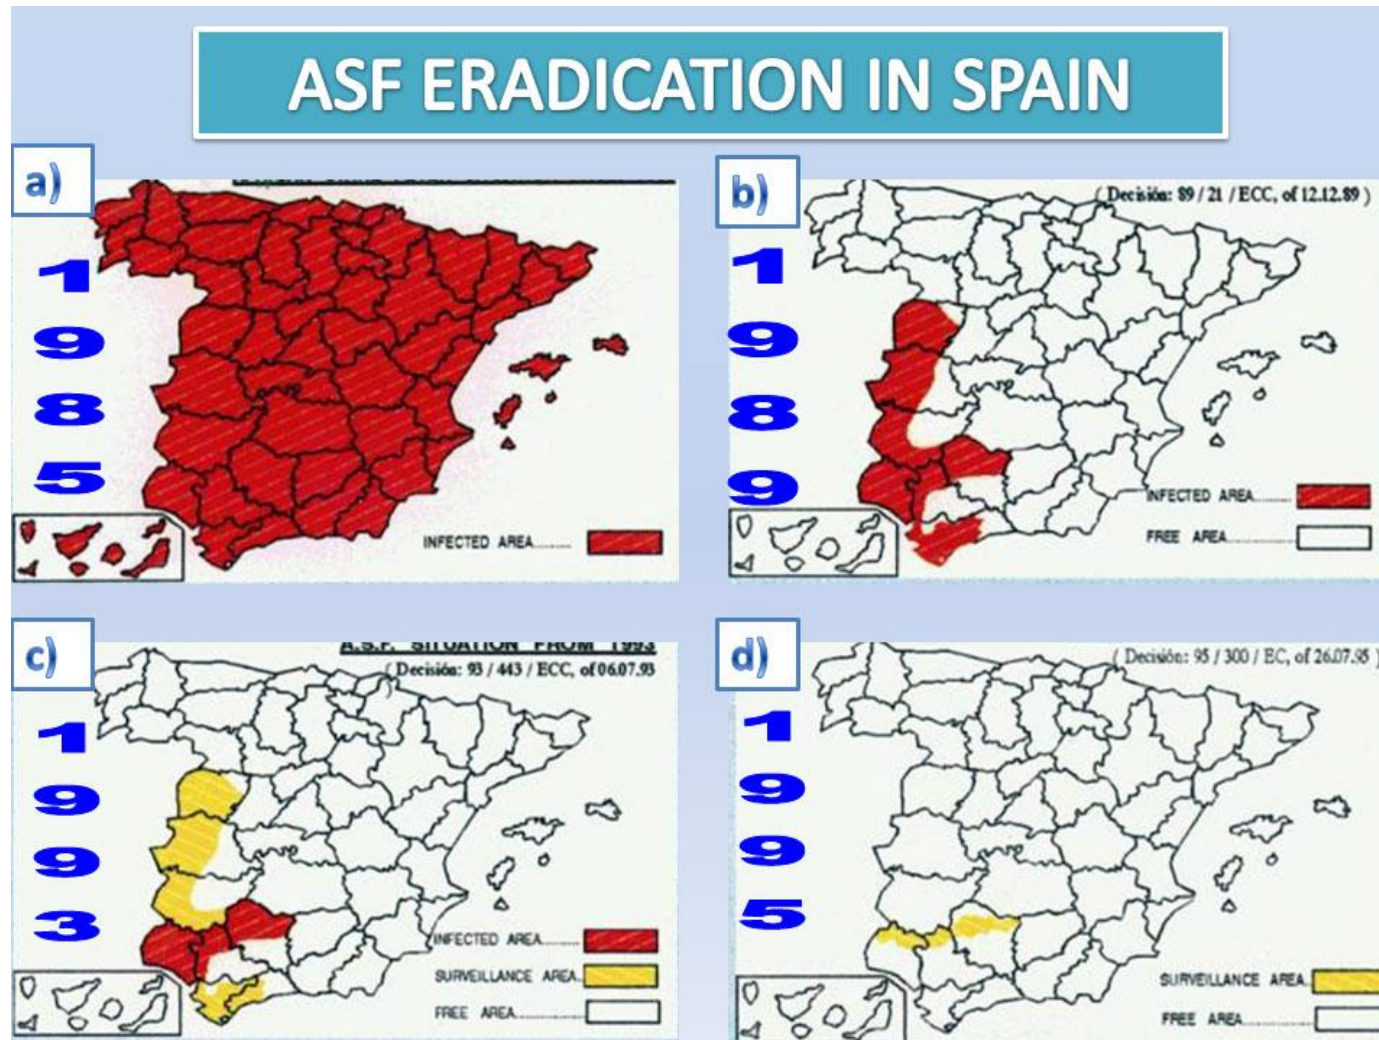 ASF ERADICATION IN SPAIN
a)
1
9
8
5
INFECTED AREA
b)
( Decisión: 89 / 21 / ECC, of 12.12.89 )
1
9
8
9
INFECTED AREA
FREE AREA
c)
A.S.F. SITUATION FROM 1993
( Decisión: 93 / 443 / ECC, of 06.07.93
1
9
9
3
INFECTED AREA
SURVEILLANCE AREA
FREE AREA
d)
( Decisión: 95 / 300 / EC, of 26.07.95 )
1
9
9
5
SURVEILLANCE AREA
FREE AREA